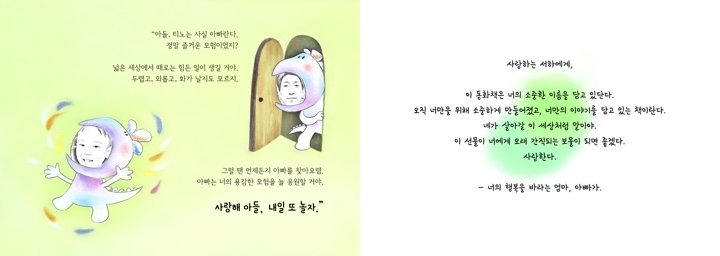 "아들, 티노는 사실 아빠란다.
정말 즐거운 모험이었지?
넓은 세상에서 때로는 힘든 일이 생길 거야.
두렵고, 외롭고, 화가 날지도 모르지.
그럴 땐 언제든지 아빠를 찾아오렴.
아빠는 너의 용감한 모험을 늘 응원할 거야.
사랑해 아들, 내일 또 놀자."
사랑하는 서하에게,
이 동화책은 너의 소중한 이름을 담고 있단다.
오직 너만을 위해 소중하게 만들어졌고, 너만의 이야기를 담고 있는 책이란다.
네가 살아갈 이 세상처럼 말이야.
이 선물이 너에게 오래 간직되는 보물이 되면 좋겠다.
사랑한다.
- 너의 행복을 바라는 엄마, 아빠가.